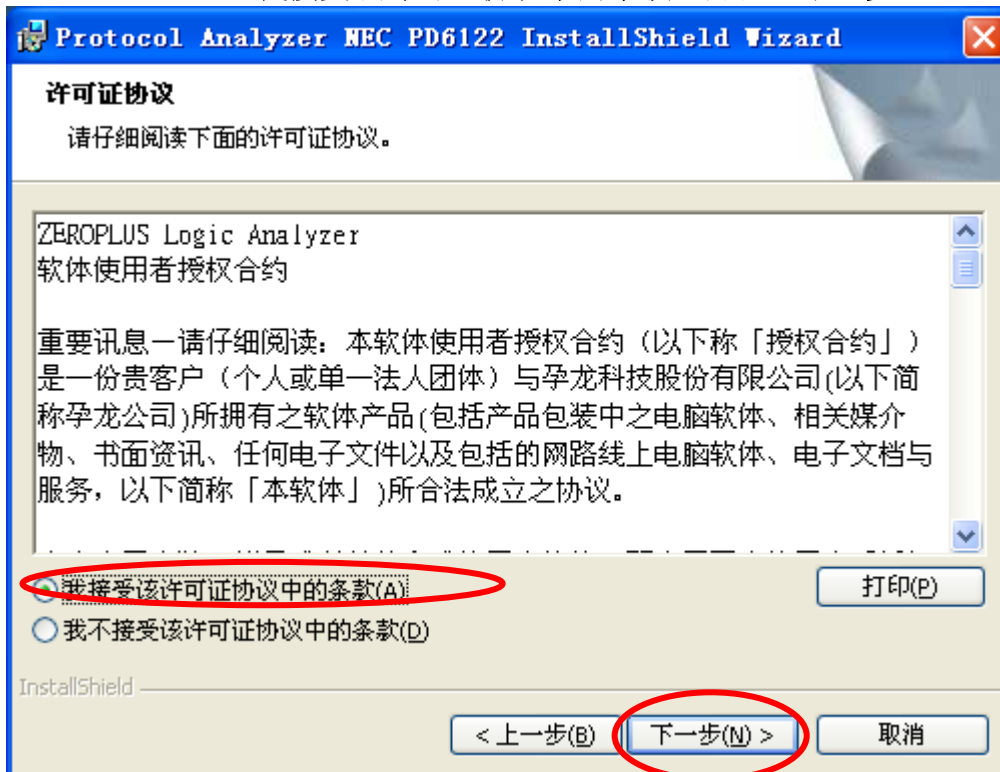 Protocol Analyzer NEC PD6122 InstallShield Wizard
许可证协议
请仔细阅读下面的许可证协议。
ZEROPLUS Logic Analyzer
软体使用者授权合约
重要讯息－请仔细阅读：本软体使用者授权合约（以下称「授权合约」）
是一份贵客户（个人或单一法人团体）与孕龙科技股份有限公司(以下简
称孕龙公司)所拥有之软体产品(包括产品包装中之电脑软体、相关媒介
物、书面资讯、任何电子文件以及包括的网路线上电脑软体、电子文档与
服务，以下简称「本软体」)所合法成立之协议。
我接受该许可证协议中的条款(A)
打印(P)
我不接受该许可证协议中的条款(D)
InstallShield
< 上一步(B)
下一步(N) >
取消